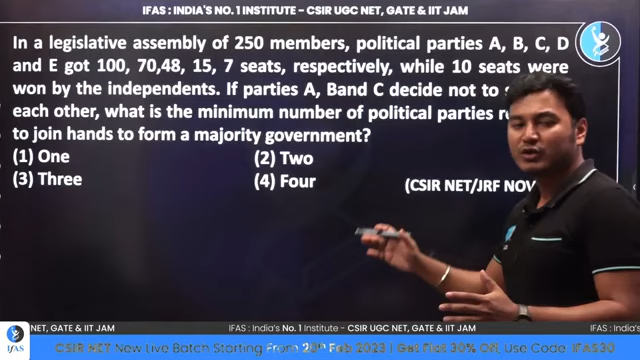 IFAS : INDIA'S NO. 1 INSTITUTE - CSIR UGC NET, GATE & IIT JAM
In a legislative assembly of 250 members, political parties A, B, C, D
and E got 100, 70,48, 15, 7 seats, respectively, while 10 seats were
won by the independents. If parties A, Band C decide not to
each other, what is the minimum number of political parties
to join hands to form a majority government?
(1) One
(2) Two
(3) Three
(4) Four
(CSIR NET/JRF NOV
IFAS
NET, GATE & IIT JAM
IFAS : India's No. 1 Institute - CSIR UGC NET, GATE & IIT JAM
IFAS : India's No.
CSIR NET New Live Batch Starting From 20th Feb 2023 | Get Flat 30% Off, Use Code: IFAS30